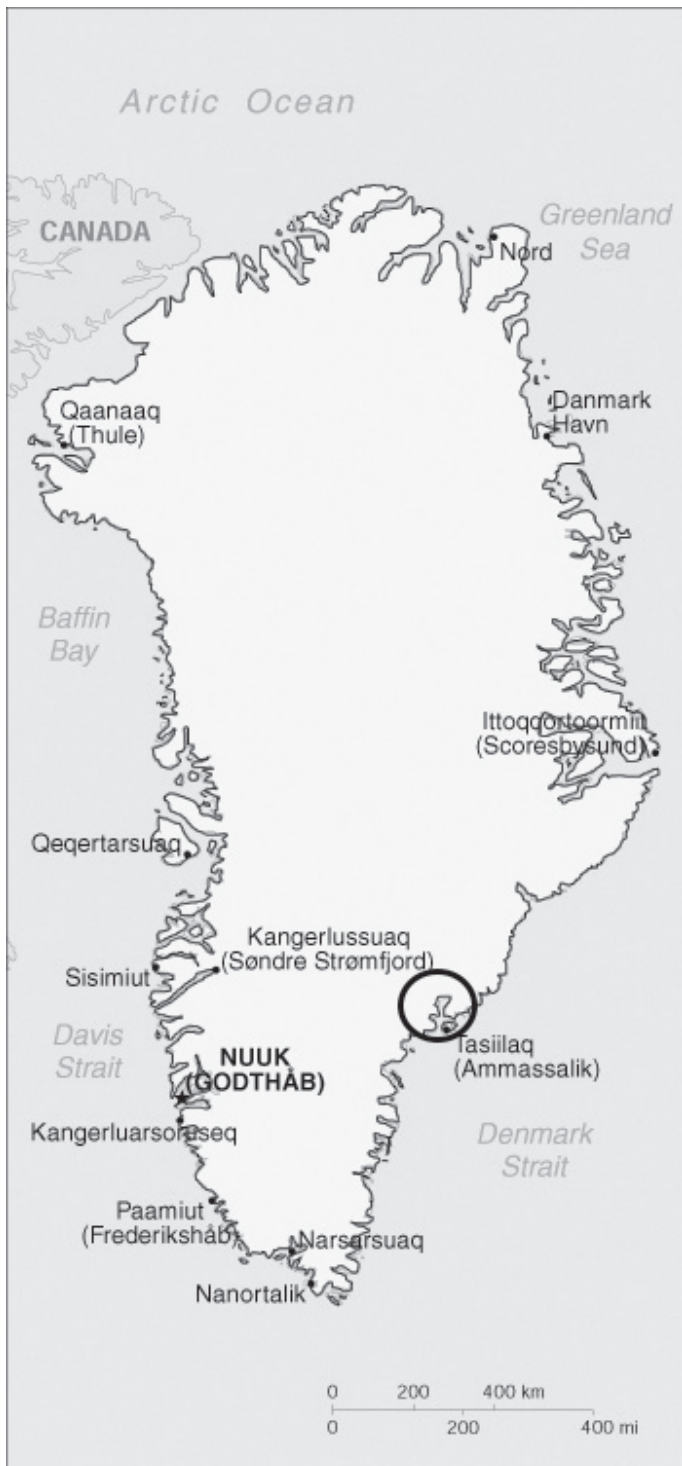 Arctic Ocean
CANADA
Greenland
Sea
Nord
Qaanaaq
(Thule)
Danmark
Havn
Baffin
Bay
Ittoqqortoormiit
(Scoresbysund)
Qeqertarsuaq
Kangerlussuaq
(Søndre Strømfjord)
Sisimiut
Davis
Strait
NUUK
(GODTHÅB)
Tasiilaq
(Ammassalik)
Kangerluarsoruseq
Denmark
Strait
Paamiut
(Frederikshåb)
Narsarsuaq
Nanortalik
0 200 400 km
0 200 400 mi